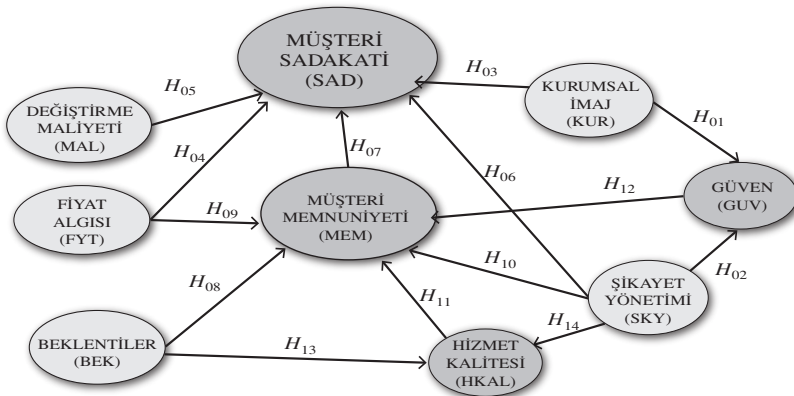 MÜŞTERİ
SADAKATİ
(SAD)
H03
KURUMSAL
İMAJ
(KUR)
H05
DEĞİŞTİRME
MALİYETİ
(MAL)
H01
H04
H07
H06
H12
GÜVEN
(GUV)
FİYAT
ALGISI
(FYT)
H09
MÜŞTERİ
MEMNUNİYETİ
(MEM)
H10
H02
H08
H11
ŞİKAYET
YÖNETİMİ
(SKY)
H14
BEKLENTİLER
(BEK)
H13
HİZMET
KALİTESİ
(HKAL)